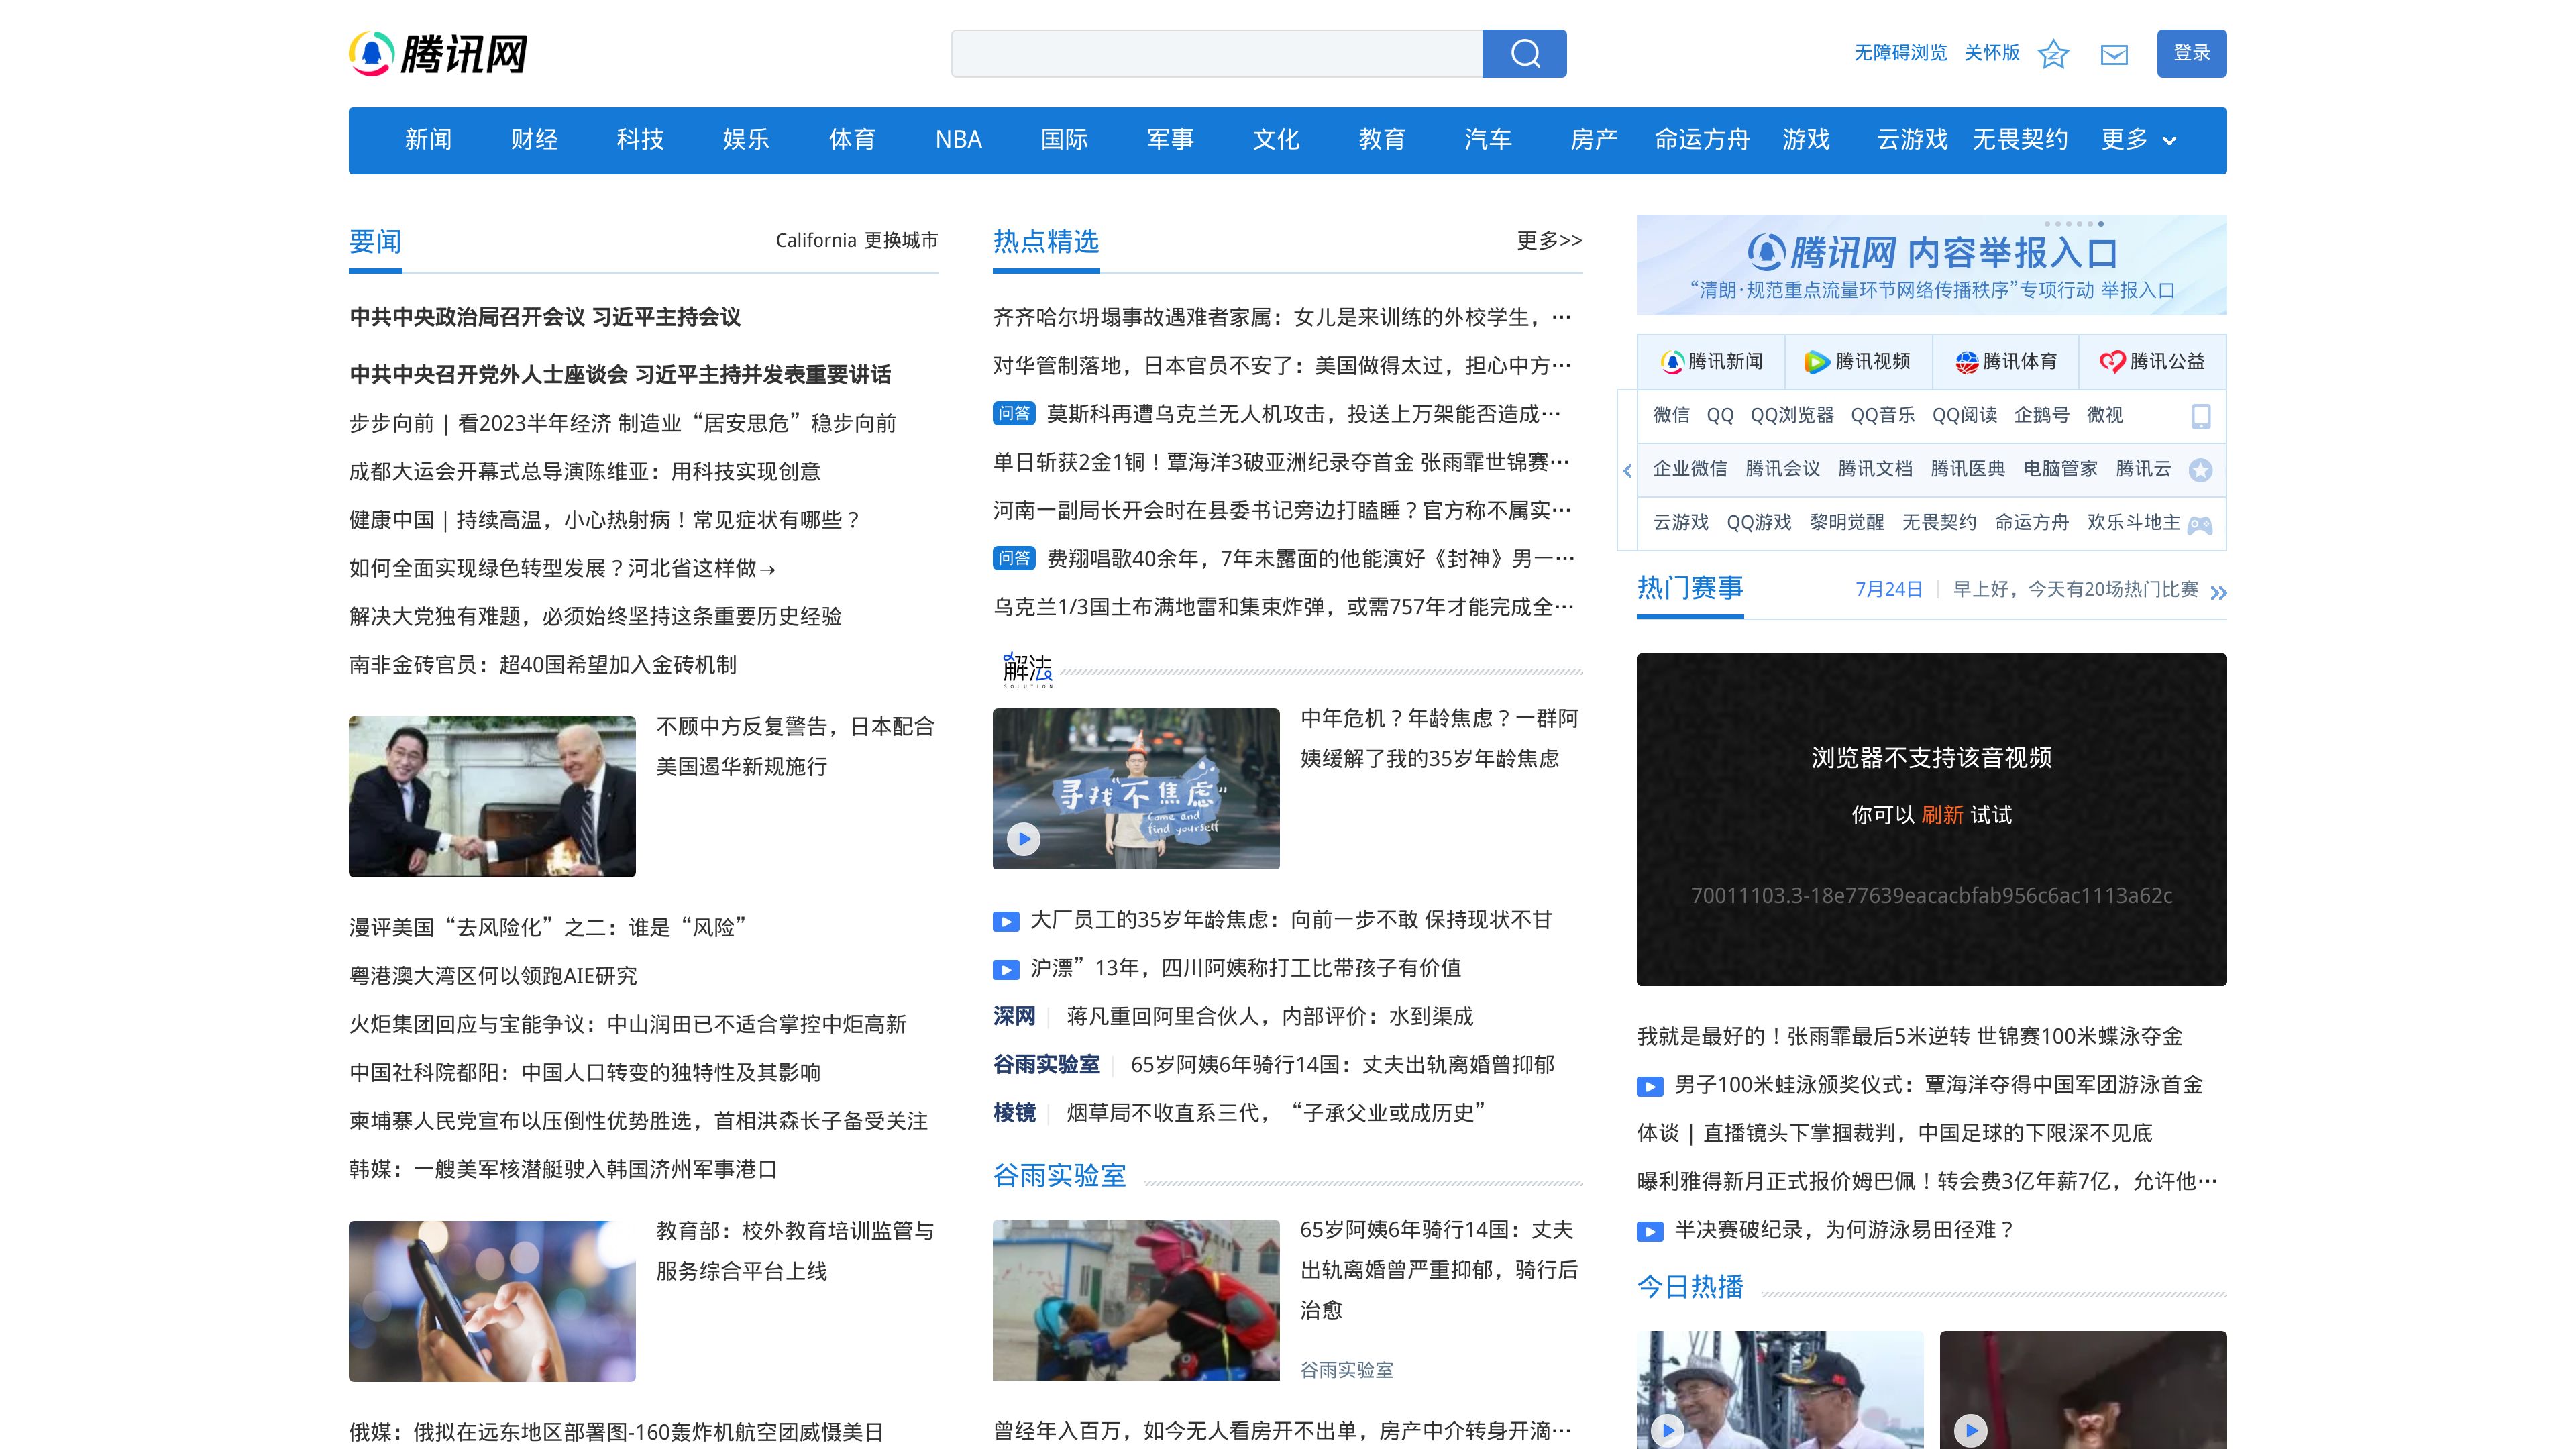 腾讯网
无障碍浏览 关怀版 登录
新闻 财经 科技 娱乐 体育 NBA 国际 军事 文化 教育 汽车 房产 命运方舟 游戏 云游戏 无畏契约 更多
要闻 California 更换城市
中共中央政治局召开会议 习近平主持会议
中共中央召开党外人士座谈会 习近平主持并发表重要讲话
步步向前 | 看2023半年经济 制造业“居安思危”稳步向前
成都大运会开幕式总导演陈维亚：用科技实现创意
健康中国 | 持续高温，小心热射病！常见症状有哪些？
如何全面实现绿色转型发展？河北省这样做→
解决大党独有难题，必须始终坚持这条重要历史经验
南非金砖官员：超40国希望加入金砖机制
不顾中方反复警告，日本配合
美国遏华新规施行
漫评美国“去风险化”之二：谁是“风险”
粤港澳大湾区何以领跑AIE研究
火炬集团回应与宝能争议：中山润田已不适合掌控中炬高新
中国社科院都阳：中国人口转变的独特性及其影响
柬埔寨人民党宣布以压倒性优势胜选，首相洪森长子备受关注
韩媒：一艘美军核潜艇驶入韩国济州军事港口
教育部：校外教育培训监管与
服务综合平台上线
俄媒：俄拟在远东地区部署图-160轰炸机航空团威慑美日
热点精选 更多>>
齐齐哈尔坍塌事故遇难者家属：女儿是来训练的外校学生，…
对华管制落地，日本官员不安了：美国做得太过，担心中方…
问答 莫斯科再遭乌克兰无人机攻击，投送上万架能否造成…
单日斩获2金1铜！覃海洋3破亚洲纪录夺首金 张雨霏世锦赛…
河南一副局长开会时在县委书记旁边打瞌睡？官方称不属实…
问答 费翔唱歌40余年，7年未露面的他能演好《封神》男一…
乌克兰1/3国土布满地雷和集束炸弹，或需757年才能完成全…
解法
SOLUTION
寻找“不焦虑”
Come and
find yourself
中年危机？年龄焦虑？一群阿
姨缓解了我的35岁年龄焦虑
大厂员工的35岁年龄焦虑：向前一步不敢 保持现状不甘
沪漂”13年，四川阿姨称打工比带孩子有价值
深网 蒋凡重回阿里合伙人，内部评价：水到渠成
谷雨实验室 65岁阿姨6年骑行14国：丈夫出轨离婚曾抑郁
棱镜 烟草局不收直系三代，“子承父业或成历史”
谷雨实验室
65岁阿姨6年骑行14国：丈夫
出轨离婚曾严重抑郁，骑行后
治愈
谷雨实验室
曾经年入百万，如今无人看房开不出单，房产中介转身开滴…
腾讯网 内容举报入口
“清朗·规范重点流量环节网络传播秩序”专项行动 举报入口
腾讯新闻 腾讯视频 腾讯体育 腾讯公益
微信 QQ QQ浏览器 QQ音乐 QQ阅读 企鹅号 微视
企业微信 腾讯会议 腾讯文档 腾讯医典 电脑管家 腾讯云
云游戏 QQ游戏 黎明觉醒 无畏契约 命运方舟 欢乐斗地主
热门赛事 7月24日 早上好，今天有20场热门比赛
浏览器不支持该音视频
你可以 刷新 试试
70011103.3-18e77639eacacbfab956c6ac1113a62c
我就是最好的！张雨霏最后5米逆转 世锦赛100米蝶泳夺金
男子100米蛙泳颁奖仪式：覃海洋夺得中国军团游泳首金
体谈 | 直播镜头下掌掴裁判，中国足球的下限深不见底
曝利雅得新月正式报价姆巴佩！转会费3亿年薪7亿，允许他…
半决赛破纪录，为何游泳易田径难？
今日热播